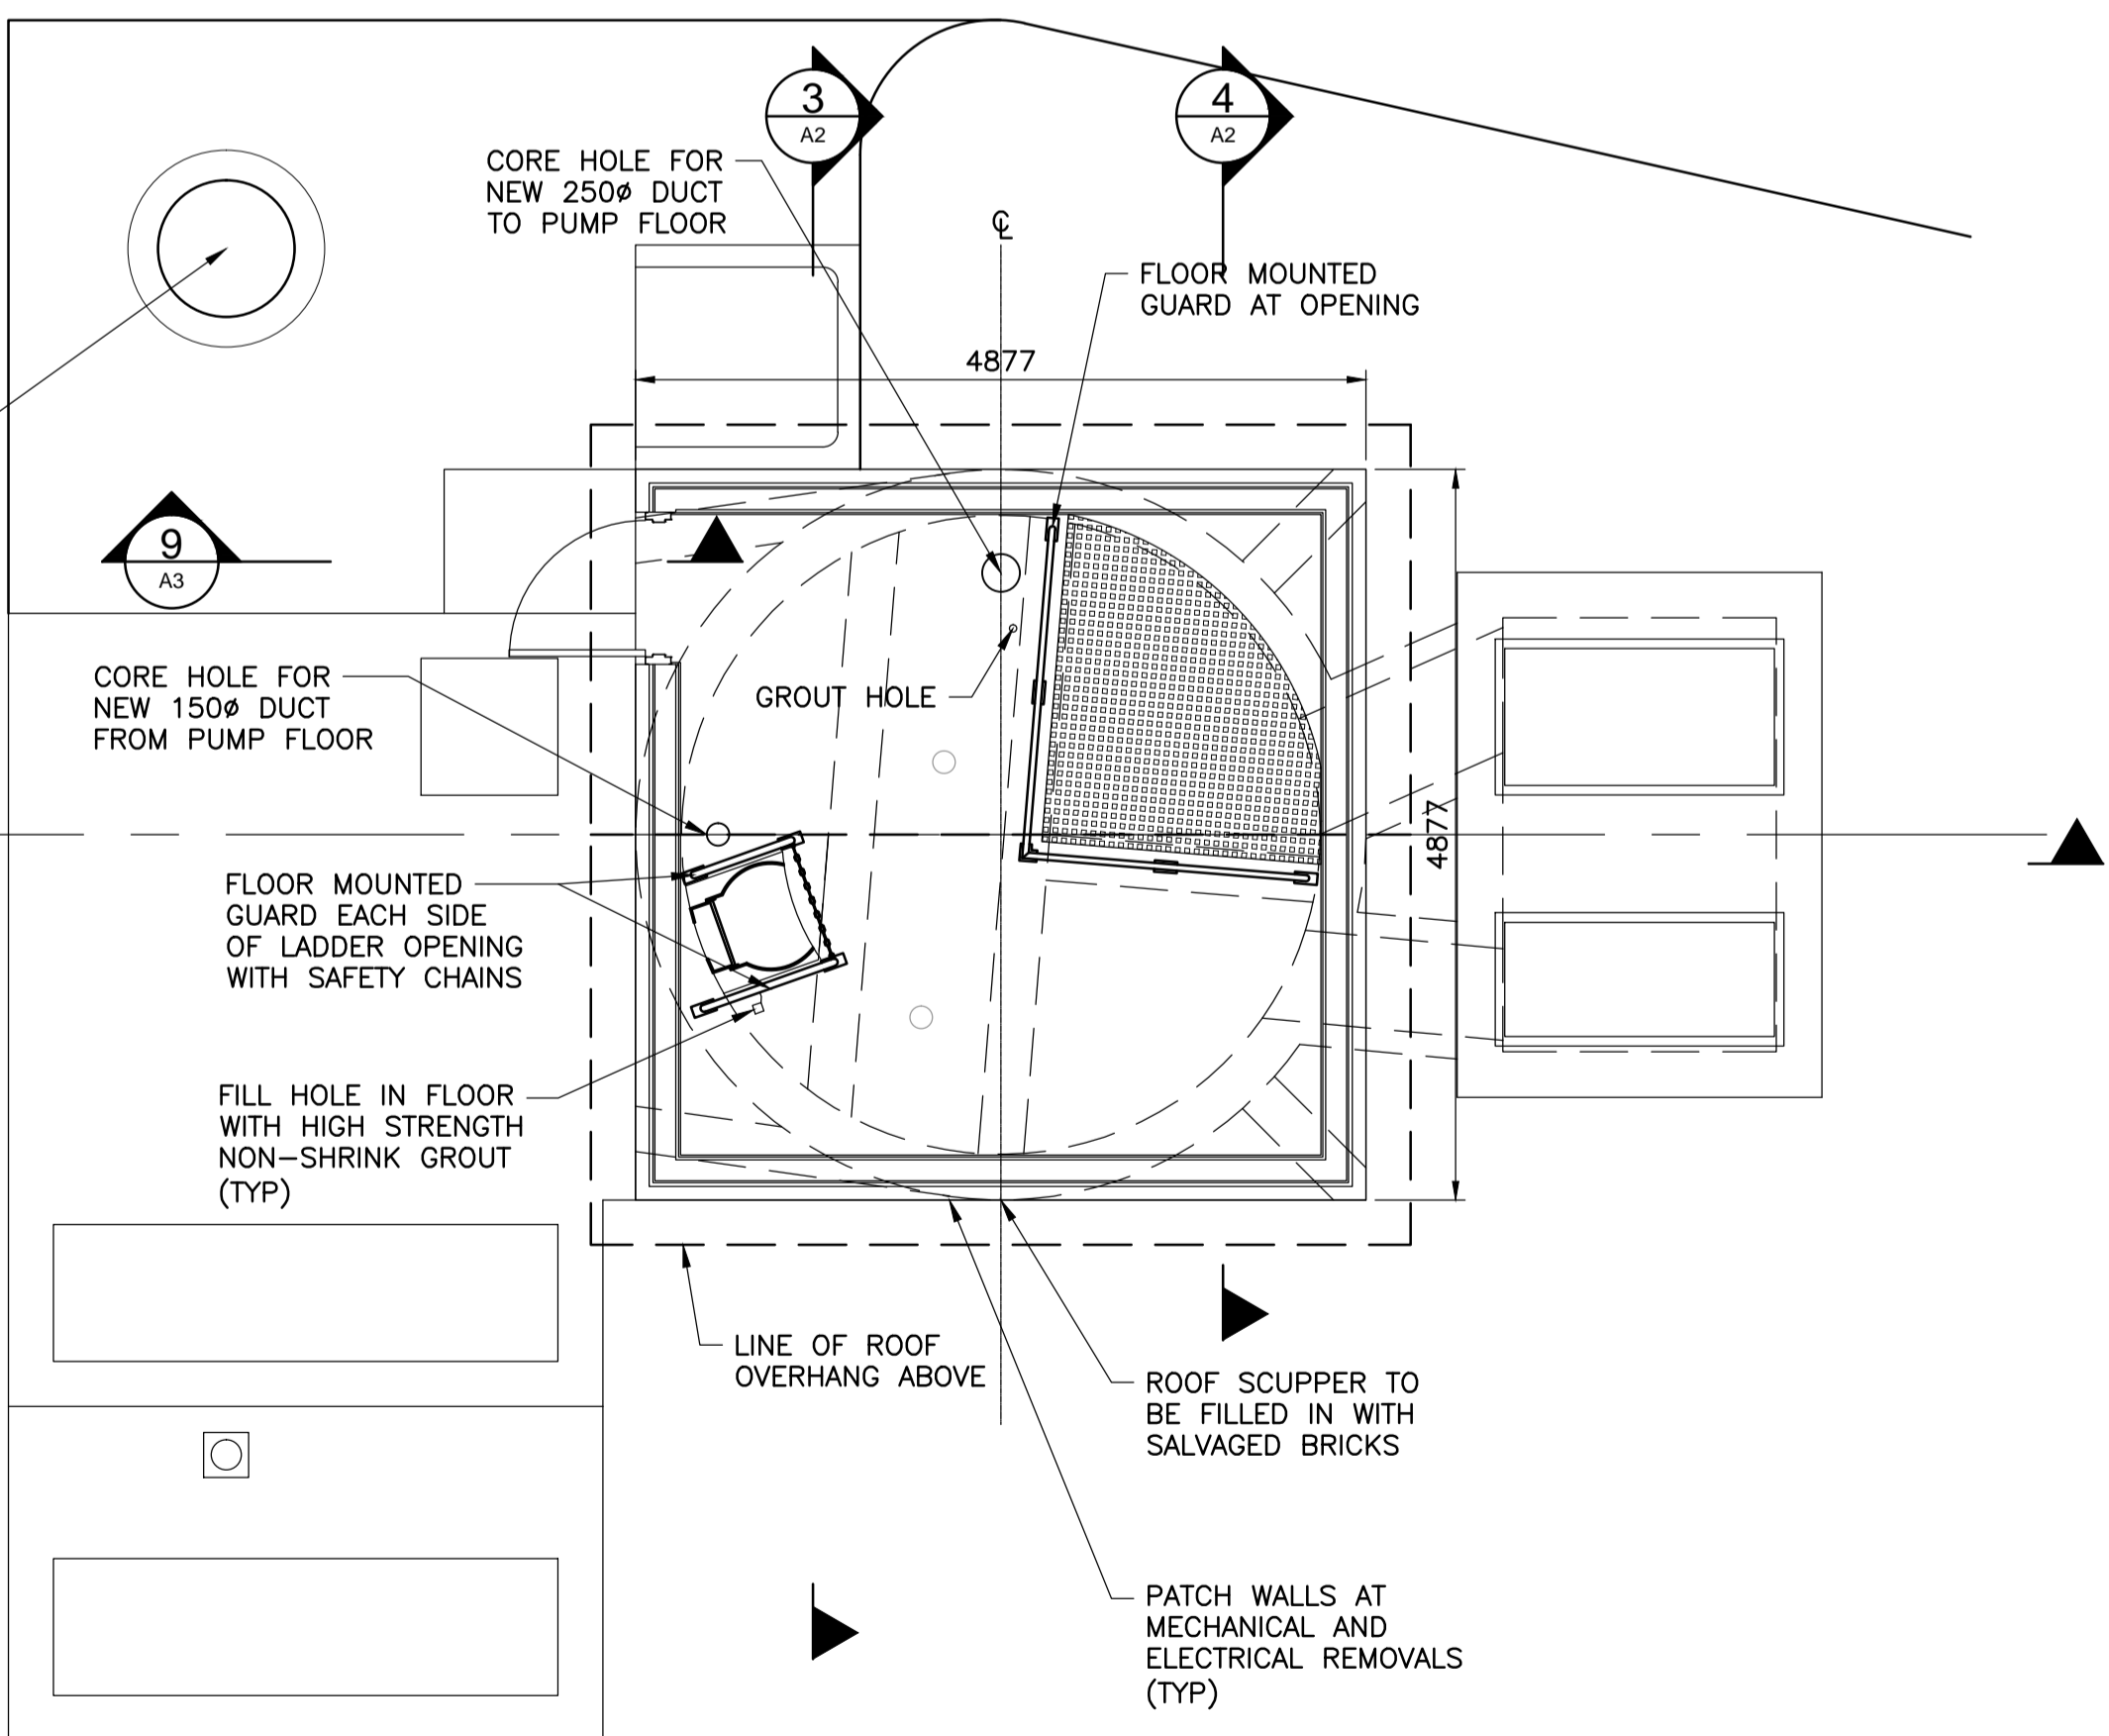 3
A2
4
A2
CORE HOLE FOR
NEW 250ø DUCT
TO PUMP FLOOR
℄
FLOOR MOUNTED
GUARD AT OPENING
4877
9
A3
CORE HOLE FOR
NEW 150ø DUCT
FROM PUMP FLOOR
GROUT HOLE
4877
FLOOR MOUNTED
GUARD EACH SIDE
OF LADDER OPENING
WITH SAFETY CHAINS
FILL HOLE IN FLOOR
WITH HIGH STRENGTH
NON-SHRINK GROUT
(TYP)
LINE OF ROOF
OVERHANG ABOVE
ROOF SCUPPER TO
BE FILLED IN WITH
SALVAGED BRICKS
PATCH WALLS AT
MECHANICAL AND
ELECTRICAL REMOVALS
(TYP)